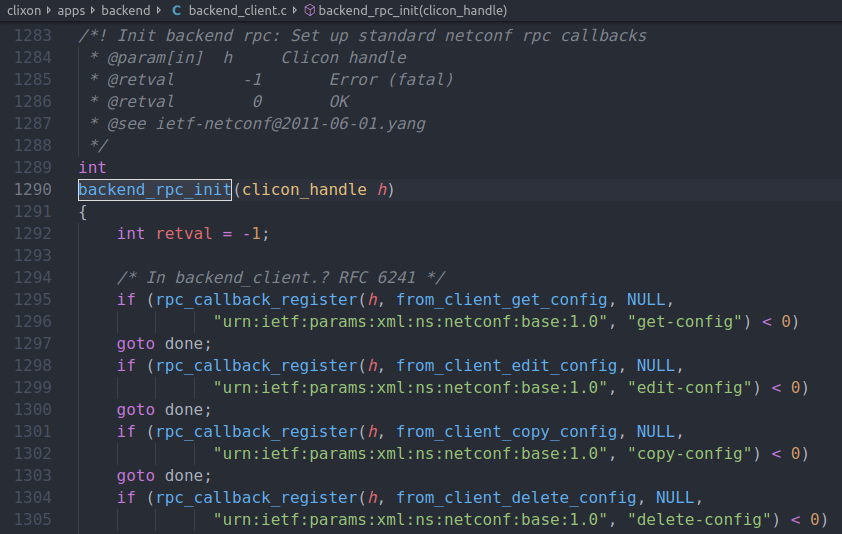 clixon > apps > backend > C backend_client.c > backend_rpc_init(clicon_handle)
1283 /*! Init backend rpc: Set up standard netconf rpc callbacks
1284 * @param[in] h Clicon handle
1285 * @retval -1 Error (fatal)
1286 * @retval 0 OK
1287 * @see ietf-netconf@2011-06-01.yang
1288 */
1289 int
1290 backend_rpc_init(clicon_handle h)
1291 {
1292 int retval = -1;
1293
1294 /* In backend_client.? RFC 6241 */
1295 if (rpc_callback_register(h, from_client_get_config, NULL,
1296 "urn:ietf:params:xml:ns:netconf:base:1.0", "get-config") < 0)
1297 goto done;
1298 if (rpc_callback_register(h, from_client_edit_config, NULL,
1299 "urn:ietf:params:xml:ns:netconf:base:1.0", "edit-config") < 0)
1300 goto done;
1301 if (rpc_callback_register(h, from_client_copy_config, NULL,
1302 "urn:ietf:params:xml:ns:netconf:base:1.0", "copy-config") < 0)
1303 goto done;
1304 if (rpc_callback_register(h, from_client_delete_config, NULL,
1305 "urn:ietf:params:xml:ns:netconf:base:1.0", "delete-config") < 0)